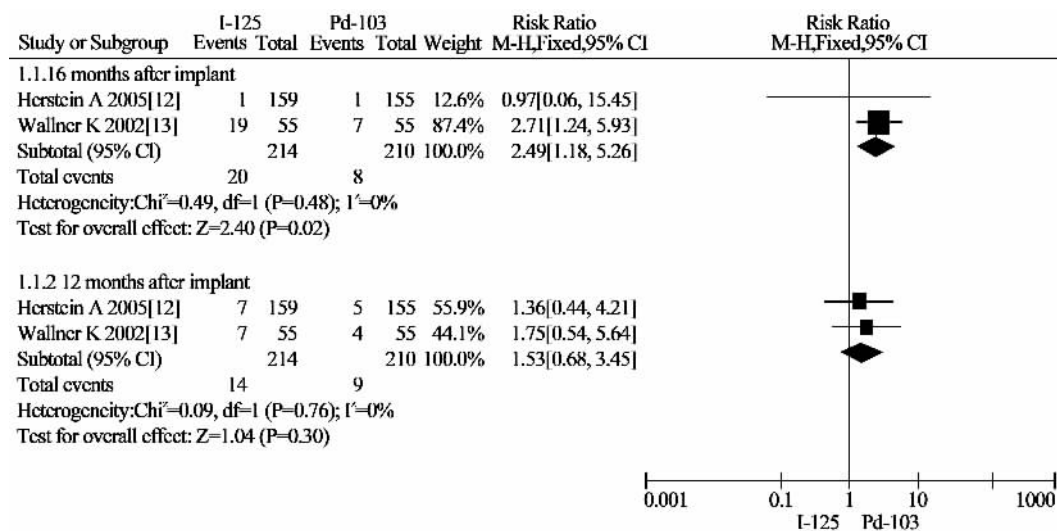 I-125 Pd-103 Risk Ratio Risk Ratio
Study or Subgroup Events Total Events Total Weight M-H,Fixed,95% CI M-H,Fixed,95% CI
1.1.16 months after implant
Herstein A 2005[12] 1 159 1 155 12.6% 0.97[0.06, 15.45]
Wallner K 2002[13] 19 55 7 55 87.4% 2.71[1.24, 5.93]
Subtotal (95% CI) 214 210 100.0% 2.49[1.18, 5.26]
Total events 20 8
Heterogeneity:Chi²=0.49, df=1 (P=0.48); I²=0%
Test for overall effect: Z=2.40 (P=0.02)
1.1.2 12 months after implant
Herstein A 2005[12] 7 159 5 155 55.9% 1.36[0.44, 4.21]
Wallner K 2002[13] 7 55 4 55 44.1% 1.75[0.54, 5.64]
Subtotal (95% CI) 214 210 100.0% 1.53[0.68, 3.45]
Total events 14 9
Heterogeneity:Chi²=0.09, df=1 (P=0.76); I²=0%
Test for overall effect: Z=1.04 (P=0.30)
0.001 0.1 1 10 1000
I-125 Pd-103